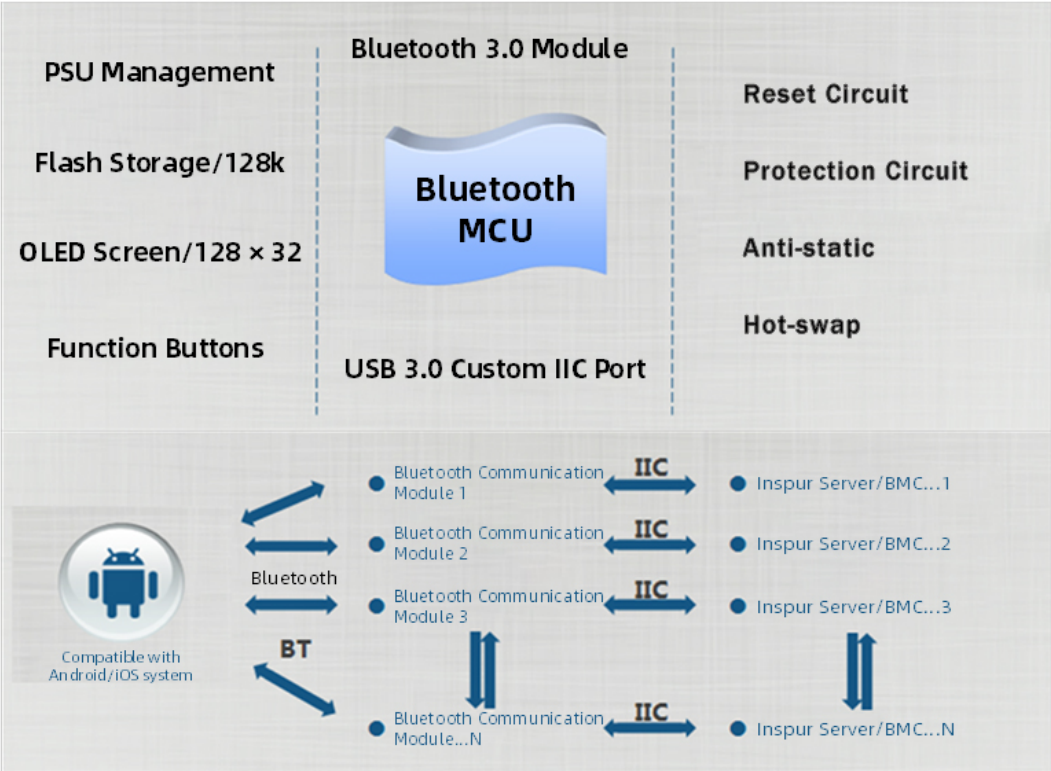 PSU Management
Flash Storage/128k
OLED Screen/128 × 32
Function Buttons
Bluetooth 3.0 Module
Bluetooth
MCU
USB 3.0 Custom IIC Port
Reset Circuit
Protection Circuit
Anti-static
Hot-swap
Compatible with
Android/iOS system
Bluetooth
BT
Bluetooth Communication
Module 1
IIC
Inspur Server/BMC...1
Bluetooth Communication
Module 2
IIC
Inspur Server/BMC...2
Bluetooth Communication
Module 3
IIC
Inspur Server/BMC...3
Bluetooth Communication
Module...N
IIC
Inspur Server/BMC...N